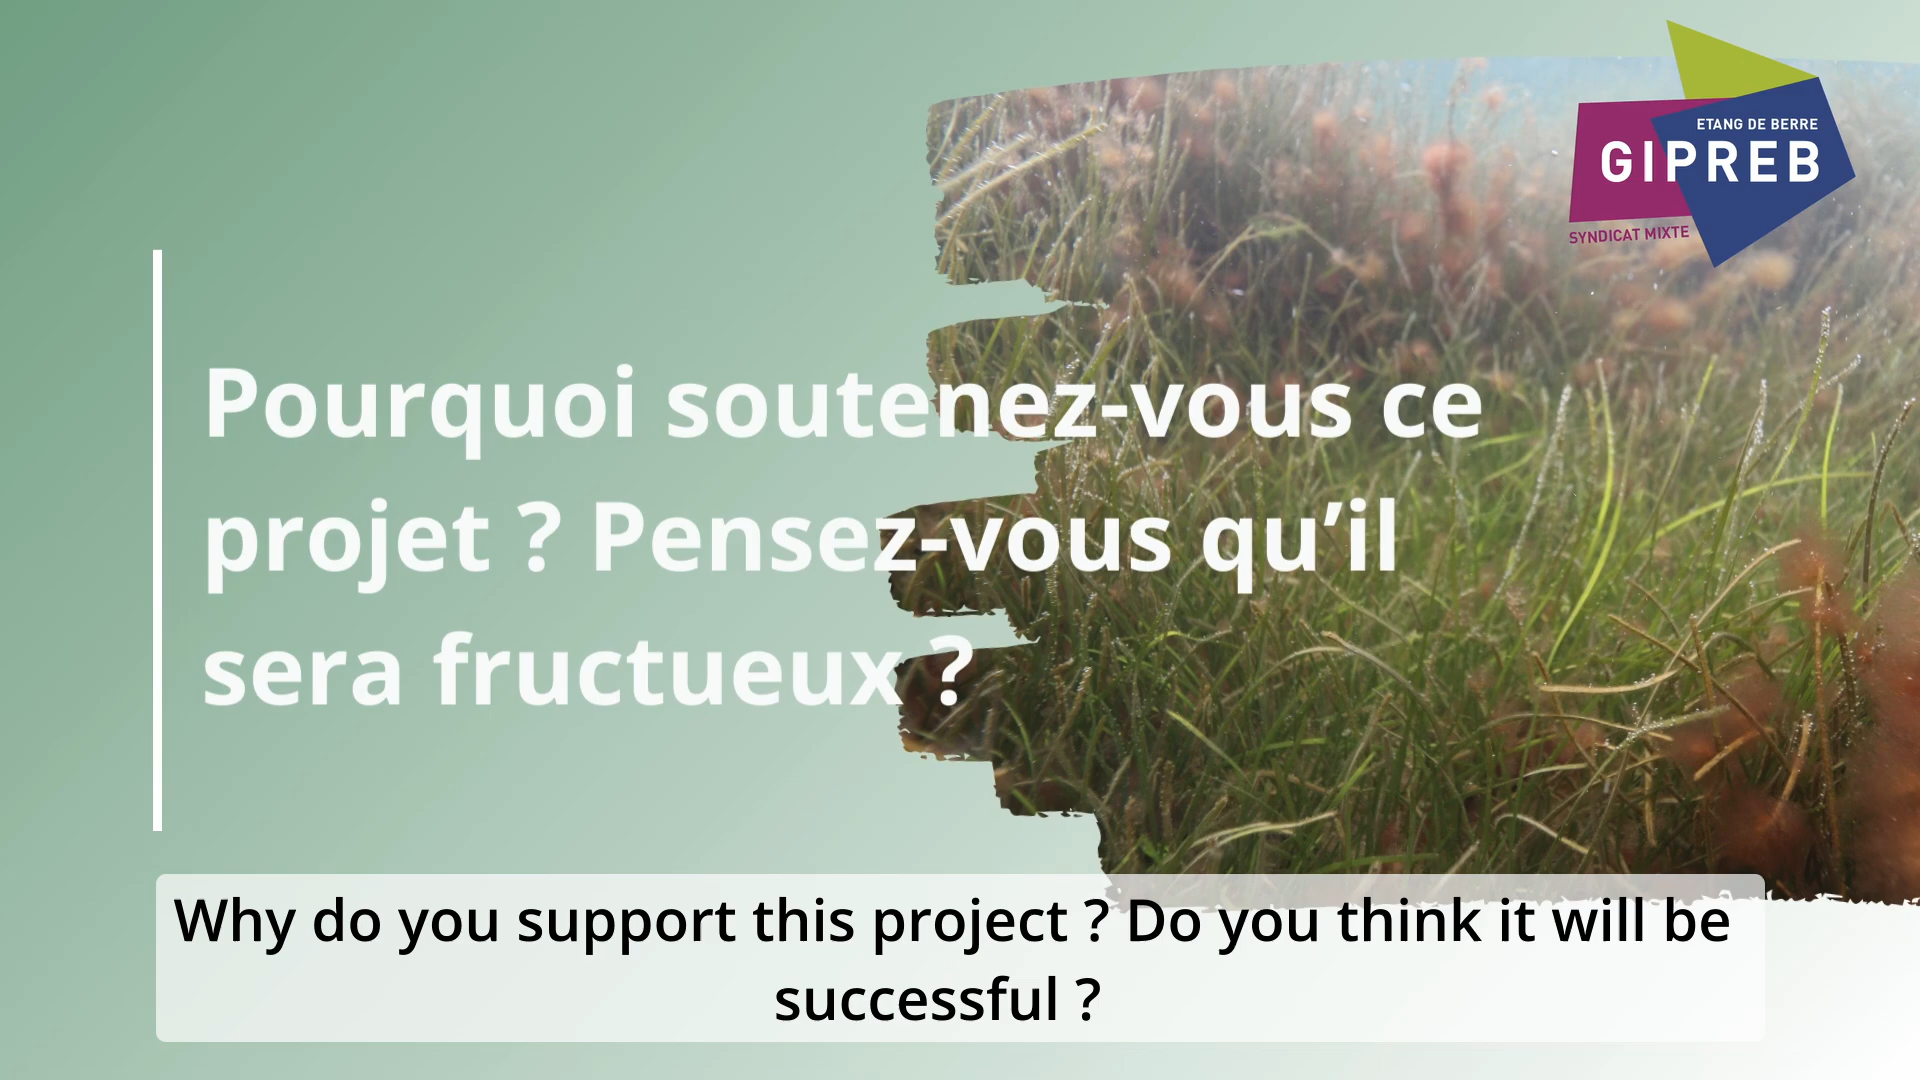 ETANG DE BERRE
GIPREB
SYNDICAT MIXTE
Pourquoi soutenez-vous ce
projet ? Pensez-vous qu’il
sera fructueux ?
Why do you support this project ? Do you think it will be
successful ?